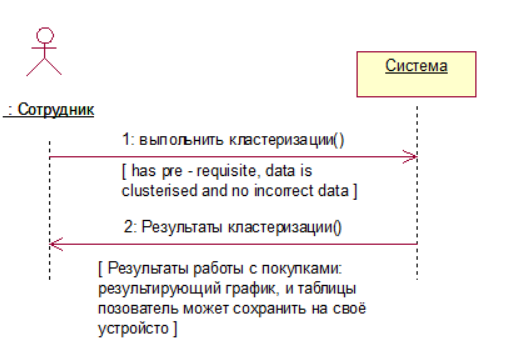 Система
: Сотрудник
1: выпольнить кластеризации()
[ has pre - requisite, data is
clusterised and no incorrect data ]
2: Результаты кластеризации()
[ Результаты работы с покупками:
результирующий график, и таблицы
позователь может сохранить на своё
устройсто ]